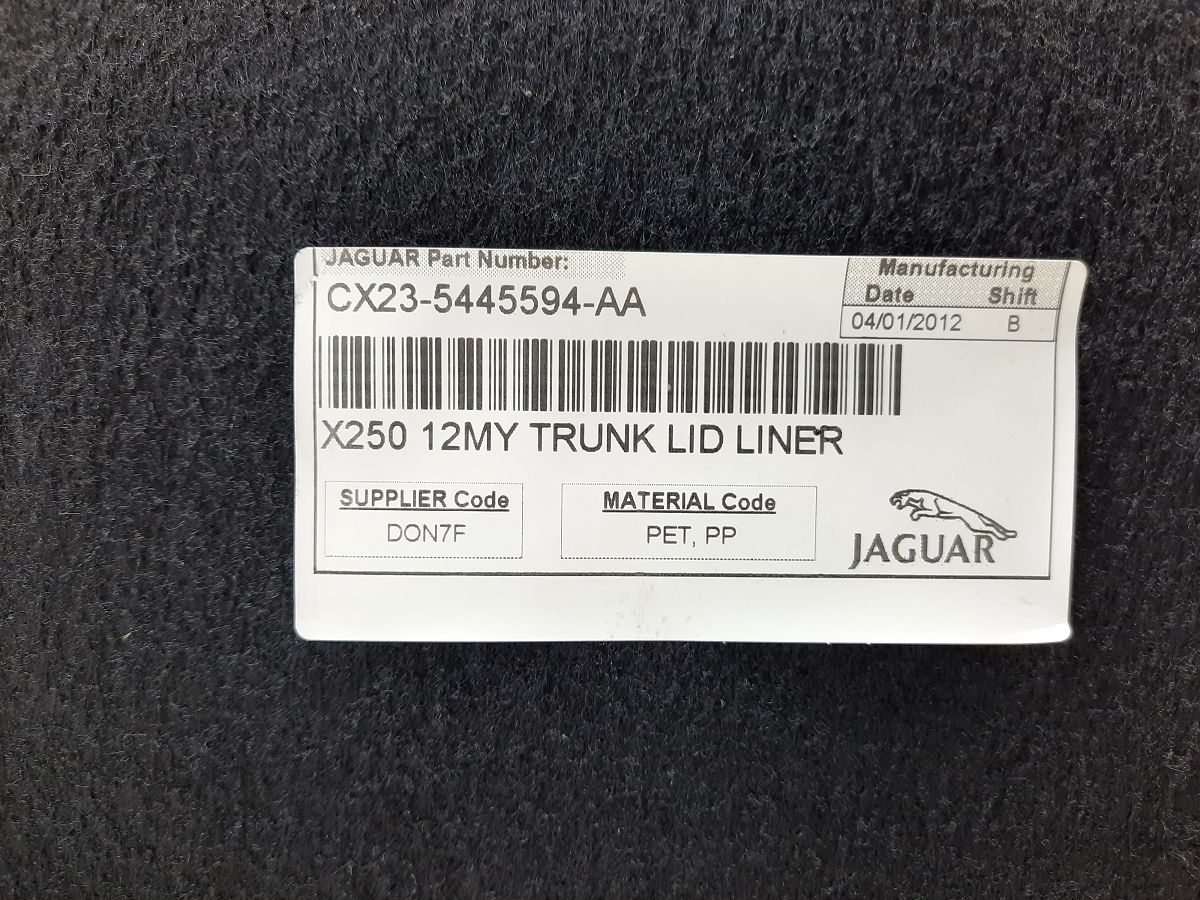 JAGUAR Part Number:
CX23-5445594-AA
Manufacturing
Date Shift
04/01/2012 B
X250 12MY TRUNK LID LINER
SUPPLIER Code
DON7F
MATERIAL Code
PET, PP
JAGUAR